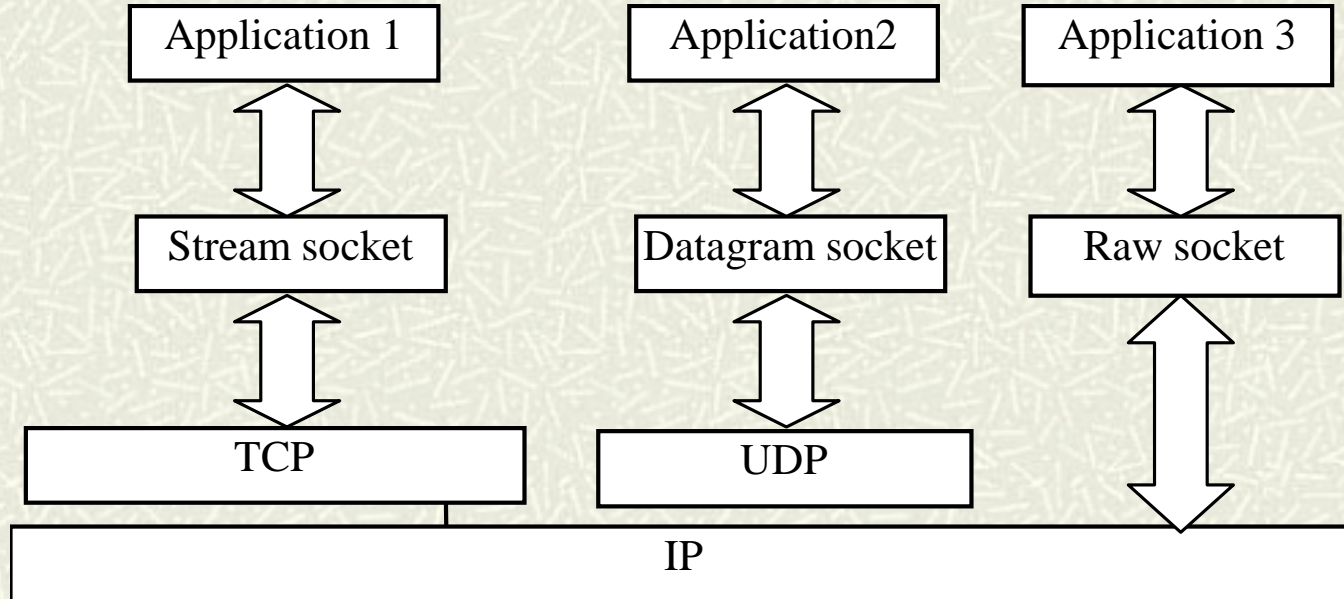 Application 1
Application2
Application 3
Stream socket
Datagram socket
Raw socket
TCP
UDP
IP